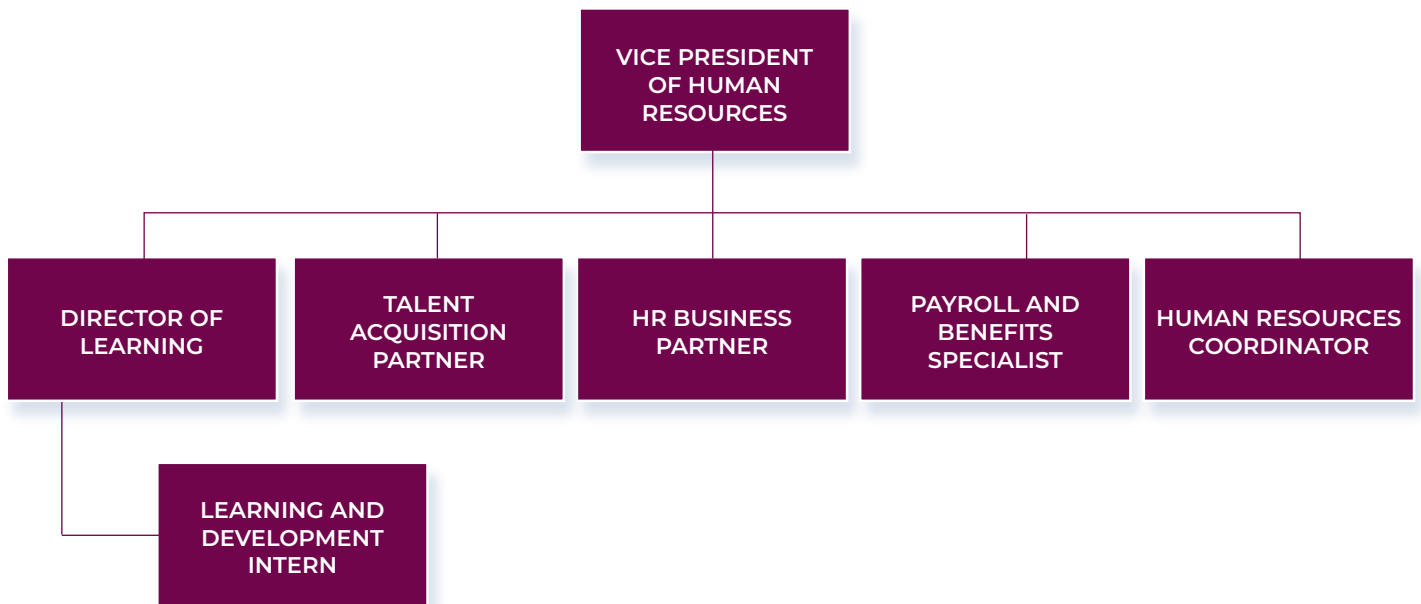 VICE PRESIDENT
OF HUMAN
RESOURCES
DIRECTOR OF
LEARNING
TALENT
ACQUISITION
PARTNER
HR BUSINESS
PARTNER
PAYROLL AND
BENEFITS
SPECIALIST
HUMAN RESOURCES
COORDINATOR
LEARNING AND
DEVELOPMENT
INTERN